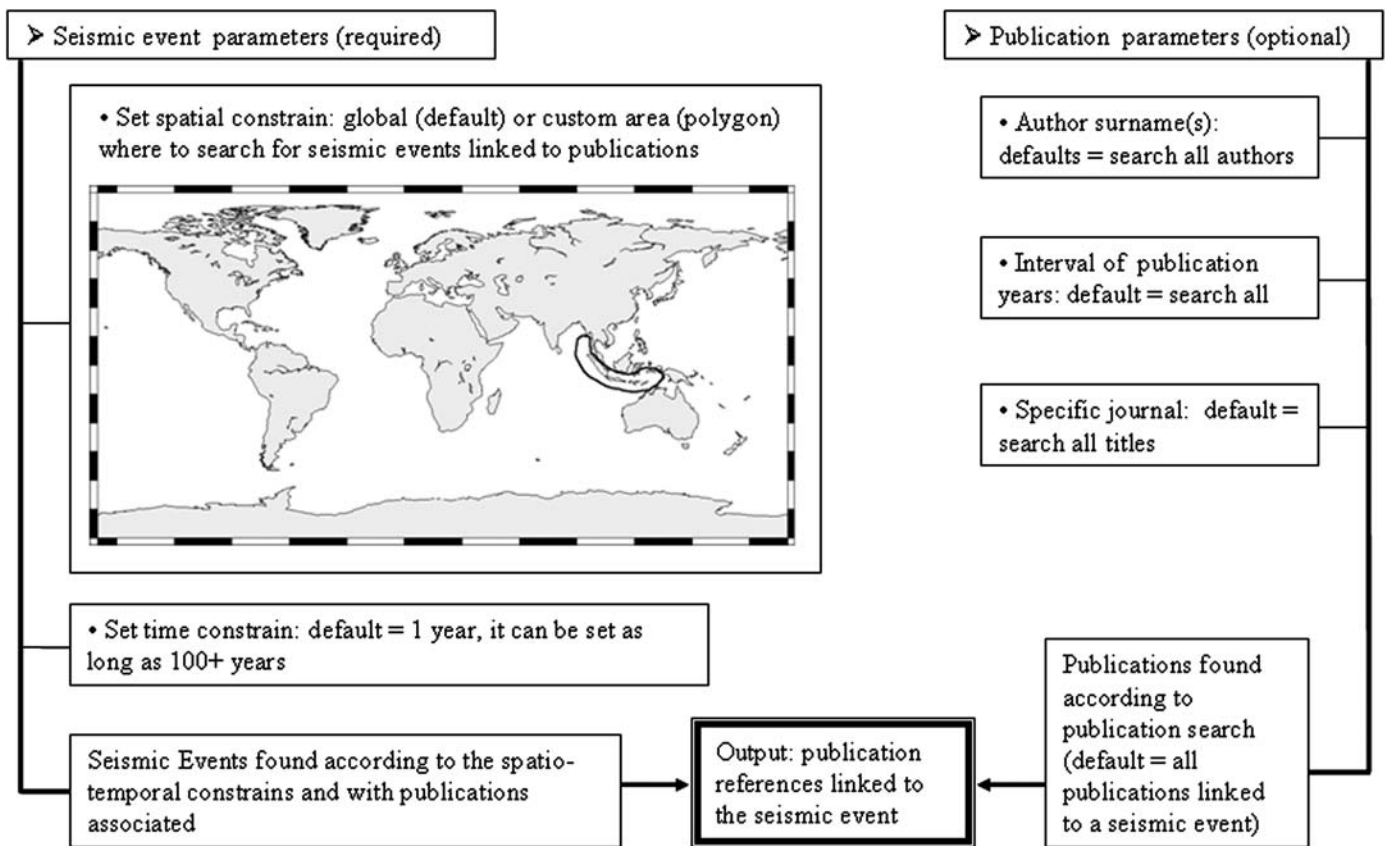 ➢ Seismic event parameters (required)
• Set spatial constrain: global (default) or custom area (polygon)
where to search for seismic events linked to publications
• Set time constrain: default = 1 year, it can be set as
long as 100+ years
Seismic Events found according to the spatio-
temporal constrains and with publications
associated
➢ Publication parameters (optional)
• Author surname(s):
defaults = search all authors
• Interval of publication
years: default = search all
• Specific journal: default =
search all titles
Publications found
according to
publication search
(default = all
publications linked
to a seismic event)
Output: publication
references linked to
the seismic event